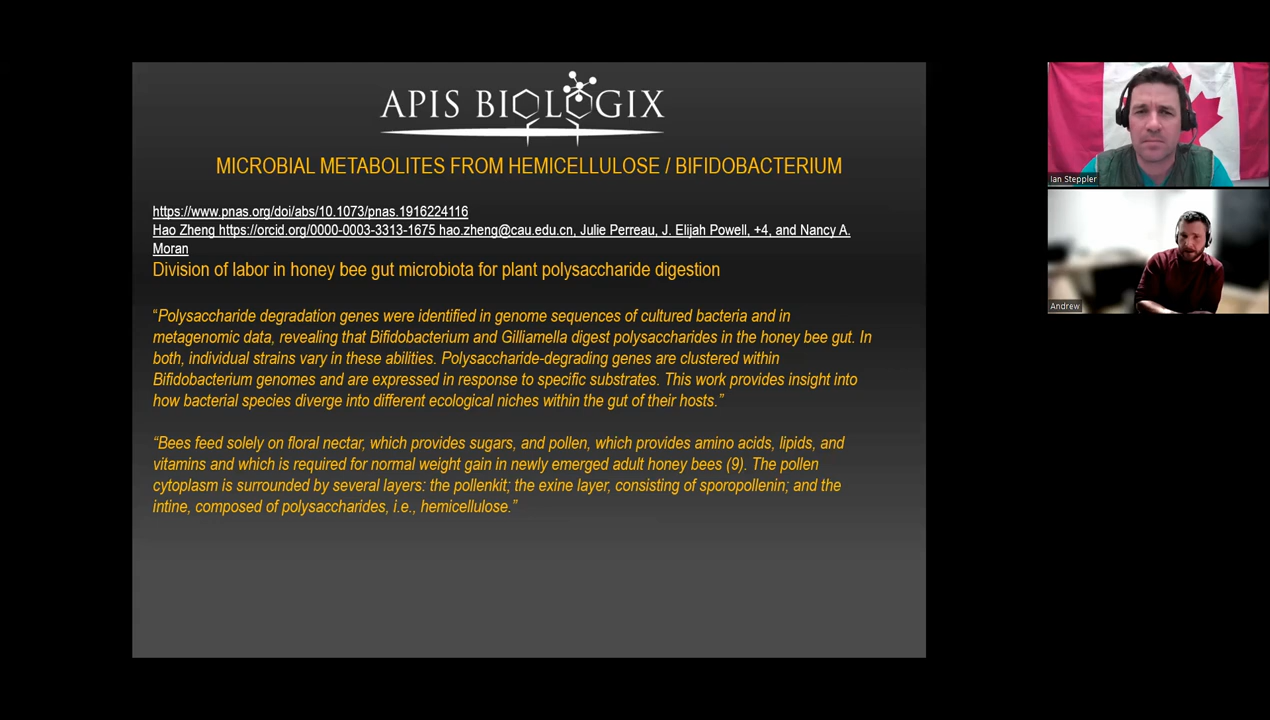 APIS BIOLOGIX
MICROBIAL METABOLITES FROM HEMICELLULOSE / BIFIDOBACTERIUM
https://www.pnas.org/doi/abs/10.1073/pnas.1916224116
Hao Zheng https://orcid.org/0000-0003-3313-1675 hao.zheng@cau.edu.cn, Julie Perreau, J. Elijah Powell, +4, and Nancy A.
Moran
Division of labor in honey bee gut microbiota for plant polysaccharide digestion
“Polysaccharide degradation genes were identified in genome sequences of cultured bacteria and in
metagenomic data, revealing that Bifidobacterium and Gilliamella digest polysaccharides in the honey bee gut. In
both, individual strains vary in these abilities. Polysaccharide-degrading genes are clustered within
Bifidobacterium genomes and are expressed in response to specific substrates. This work provides insight into
how bacterial species diverge into different ecological niches within the gut of their hosts.”
“Bees feed solely on floral nectar, which provides sugars, and pollen, which provides amino acids, lipids, and
vitamins and which is required for normal weight gain in newly emerged adult honey bees (9). The pollen
cytoplasm is surrounded by several layers: the pollenkit; the exine layer, consisting of sporopollenin; and the
intine, composed of polysaccharides, i.e., hemicellulose.”
Ian Steppler
Andrew